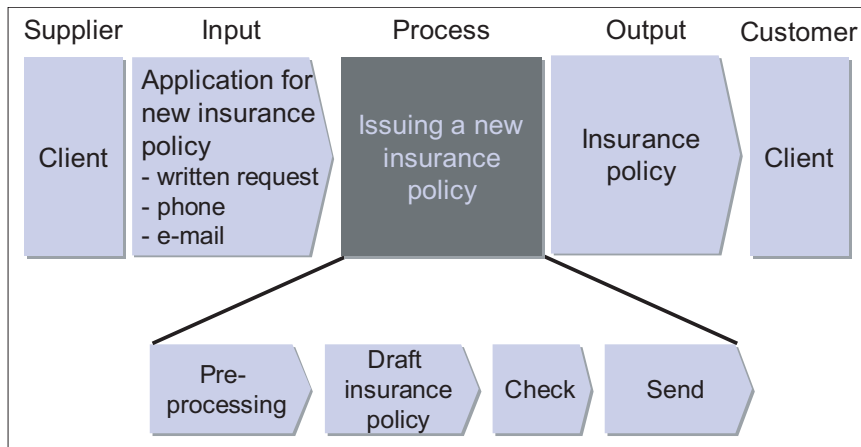 Supplier
Input
Process
Output
Customer
Client
Application for
new insurance
policy
- written request
- phone
- e-mail
Issuing a new
insurance
policy
Insurance
policy
Client
Pre-
processing
Draft
insurance
policy
Check
Send